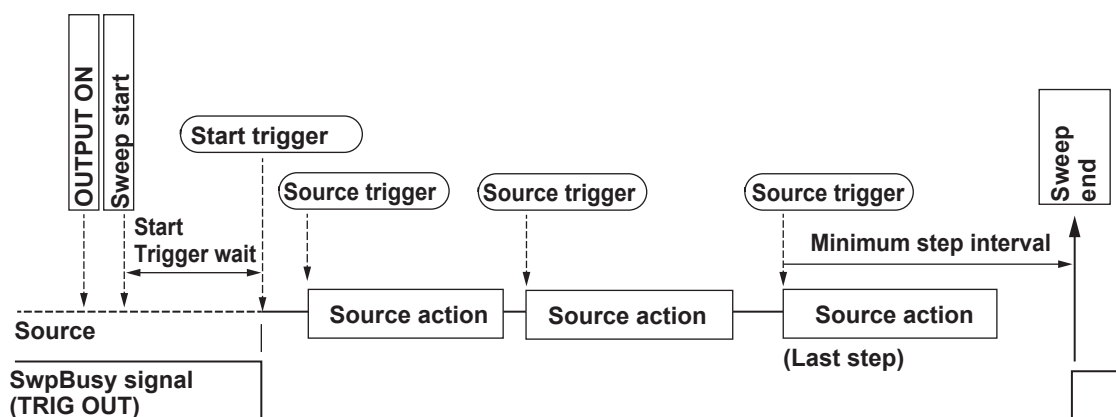 OUTPUT ON
Sweep start
Start trigger
Source trigger
Source trigger
Source trigger
Sweep
end
Start
Trigger wait
Minimum step interval
Source action
Source action
Source action
Source
(Last step)
SwpBusy signal
(TRIG OUT)